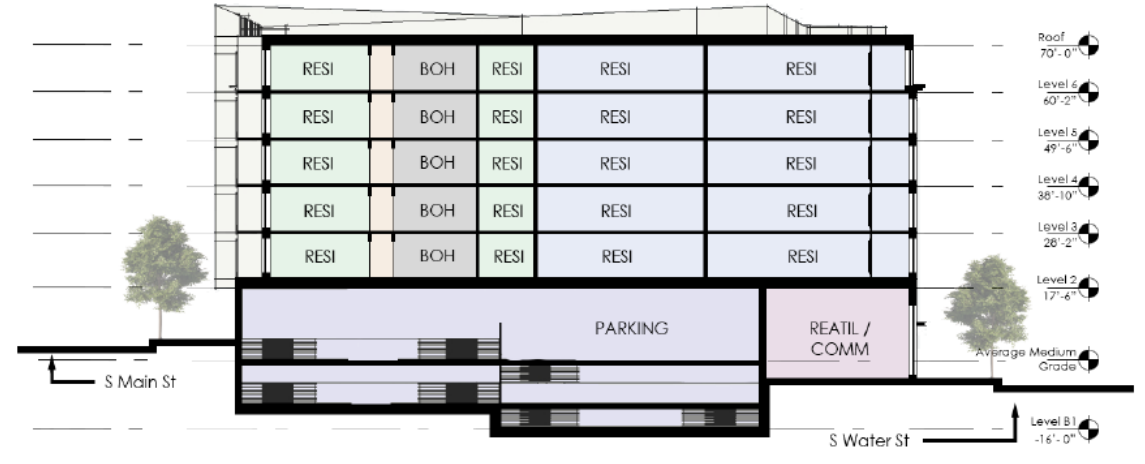 Roof
70'- 0"
RESI BOH RESI RESI RESI
Level 6
60'-2"
RESI BOH RESI RESI RESI
Level 5
49'-6"
RESI BOH RESI RESI RESI
Level 4
38'-10"
RESI BOH RESI RESI RESI
Level 3
28'-2"
RESI BOH RESI RESI RESI
Level 2
17'-6"
PARKING
REATIL /
COMM
Average Medium
Grade
S Main St
Level B1
-16'- 0"
S Water St